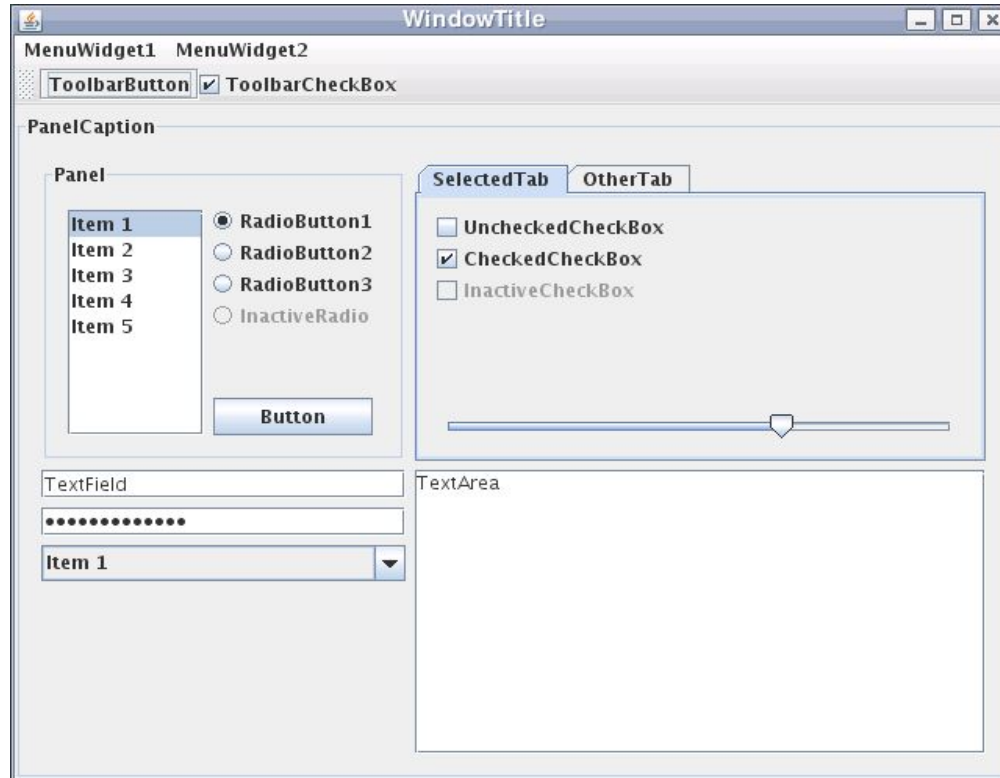 WindowTitle
MenuWidget1 MenuWidget2
ToolbarButton ToolbarCheckBox
PanelCaption
Panel
Item 1
Item 2
Item 3
Item 4
Item 5
RadioButton1
RadioButton2
RadioButton3
InactiveRadio
Button
SelectedTab OtherTab
UncheckedCheckBox
CheckedCheckBox
InactiveCheckBox
TextField
•••••••••••••
Item 1
TextArea